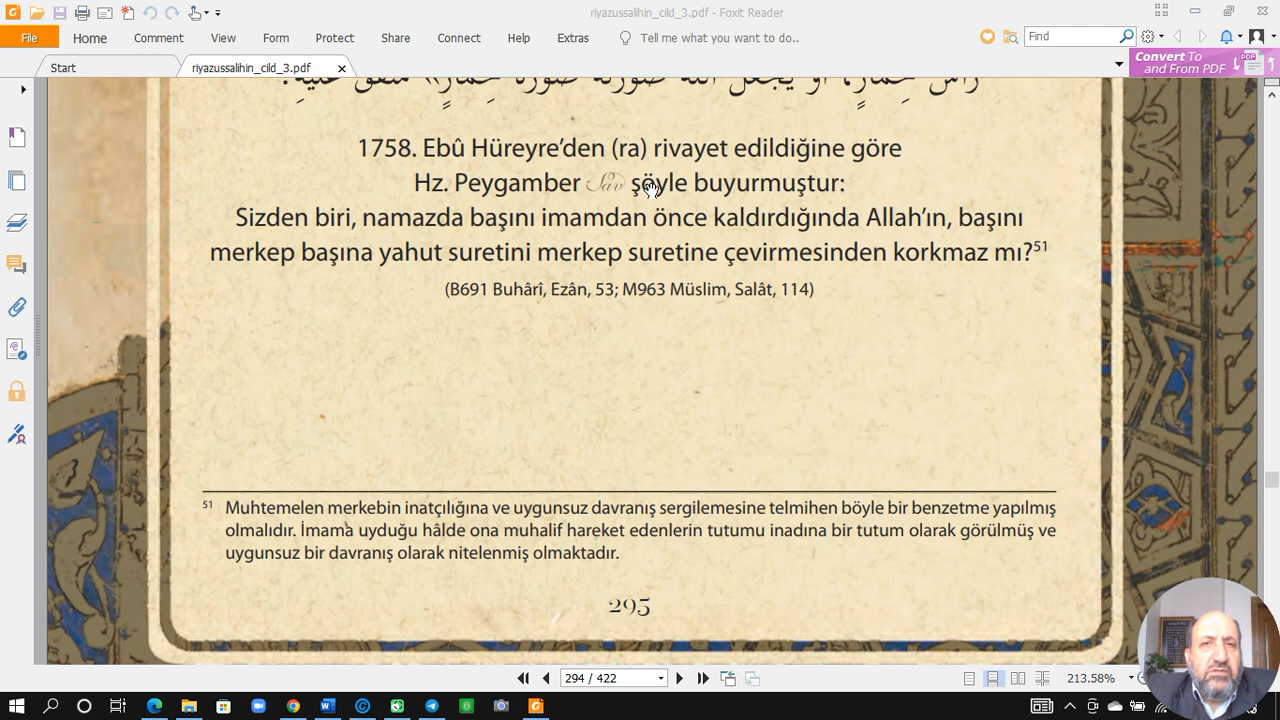 riyazussalihin_cild_3.pdf - Foxit Reader
File Home Comment View Form Protect Share Connect Help Extras Tell me what you want to do.. Find
Start riyazussalihin_cild_3.pdf Convert To and From PDF PDF
1758. Ebû Hüreyre’den (ra) rivayet edildiğine göre
Hz. Peygamber Sav şöyle buyurmuştur:
Sizden biri, namazda başını imamdan önce kaldırdığında Allah’ın, başını
merkep başına yahut suretini merkep suretine çevirmesinden korkmaz mı?51
(B691 Buhârî, Ezân, 53; M963 Müslim, Salât, 114)
51 Muhtemelen merkebin inatçılığına ve uygunsuz davranış sergilemesine telmihen böyle bir benzetme yapılmış
olmalıdır. İmama uyduğu hâlde ona muhalif hareket edenlerin tutumu inadına bir tutum olarak görülmüş ve
uygunsuz bir davranış olarak nitelenmiş olmaktadır.
295
294 / 422 213.58%